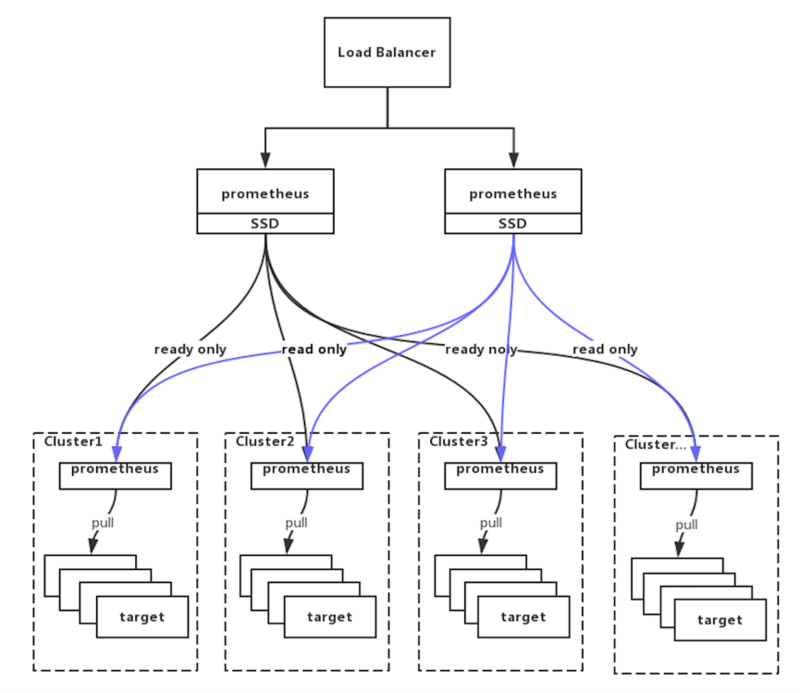 Load Balancer
prometheus
prometheus
SSD
SSD
ready only
read only
ready noly
read only
Cluster1
Cluster2
Cluster3
Cluster...
prometheus
prometheus
prometheus
prometheus
pull
pull
pull
pull
target
target
target
target